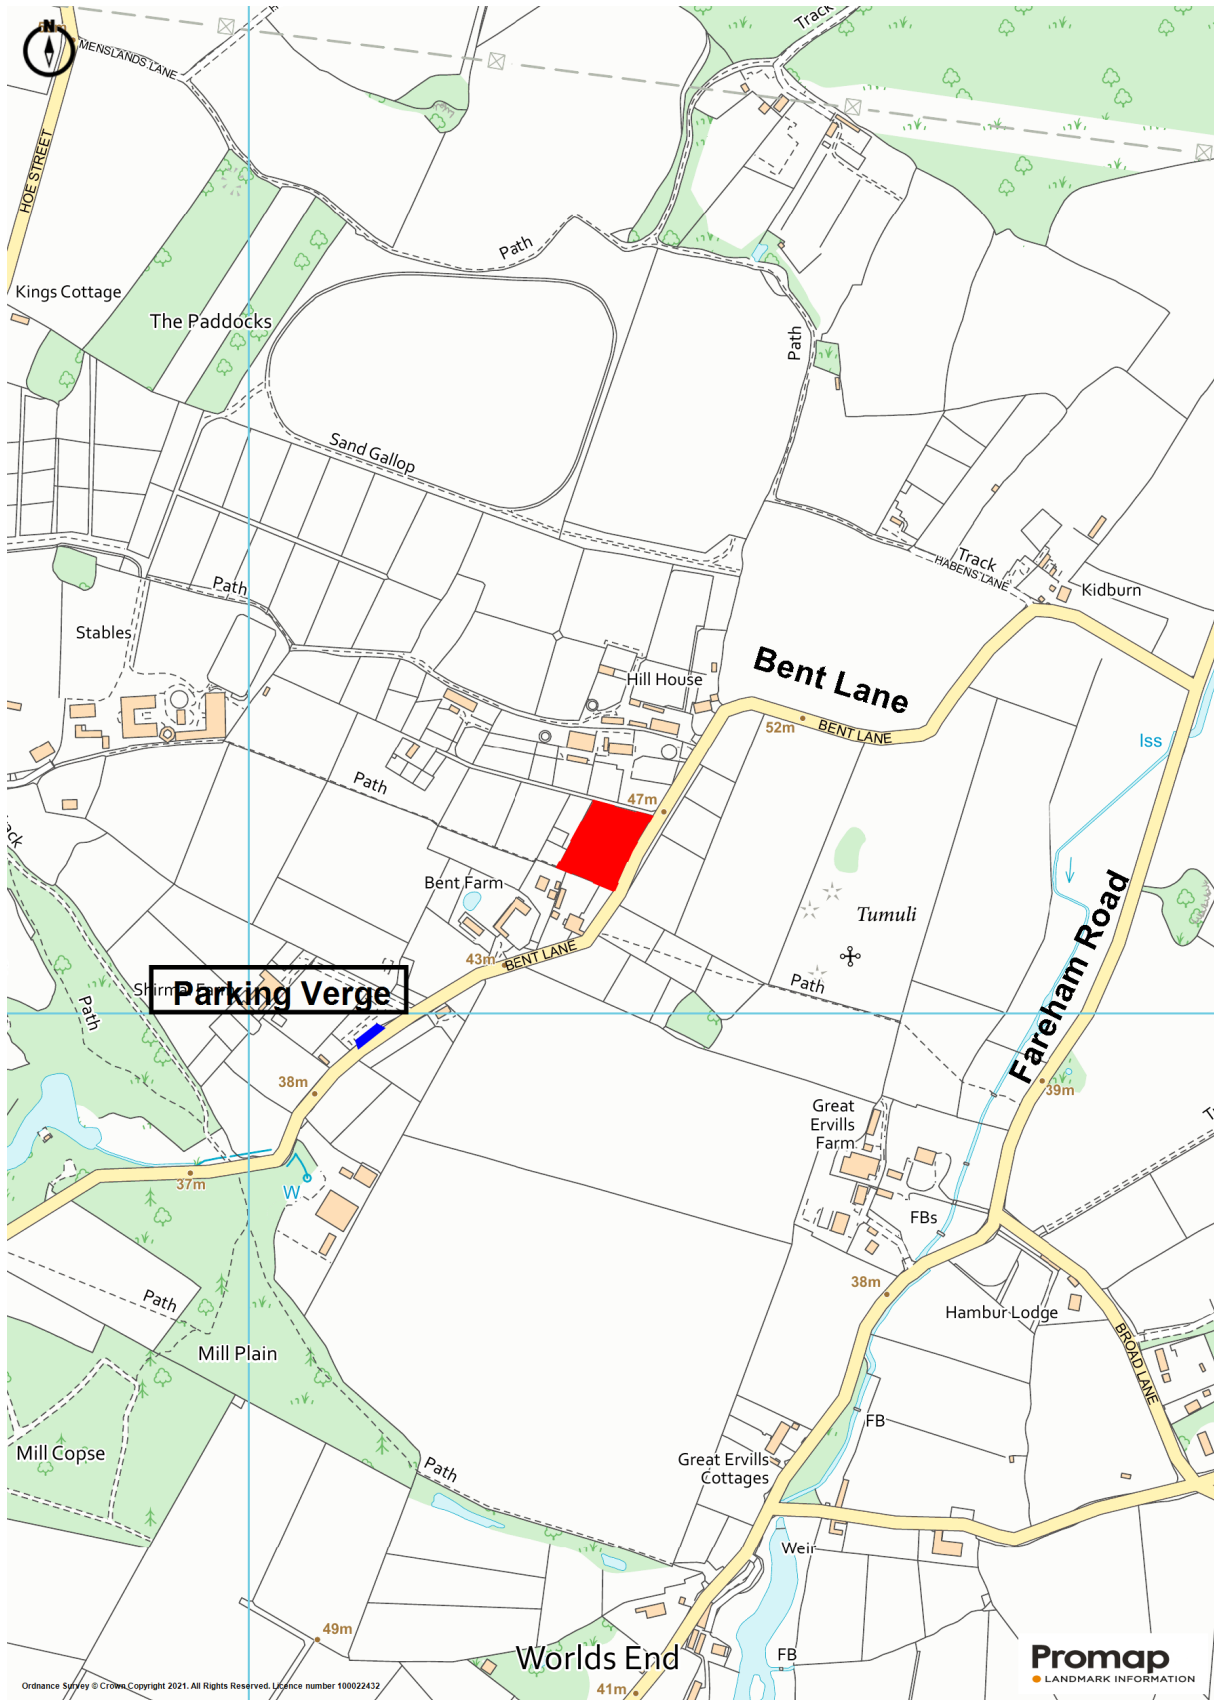 N
Track
MENSLANDS LANE
HOE STREET
Path
Kings Cottage
The Paddocks
Path
Sand Gallop
Track
HABENS LANE
Kidburn
Path
Stables
Bent Lane
Hill House
52m
BENT LANE
Iss
Path
47m
Bent Farm
Tumuli
Fareham Road
43m
BENT LANE
Path
Parking Verge
Path
38m
39m
Great
Ervills
Farm
37m
W
FBs
38m
Path
Hambur Lodge
BROAD LANE
Mill Plain
FB
Mill Copse
Path
Great Ervills
Cottages
Weir
49m
Worlds End
FB
Promap
LANDMARK INFORMATION
41m
Ordnance Survey © Crown Copyright 2021. All Rights Reserved. Licence number 100022432